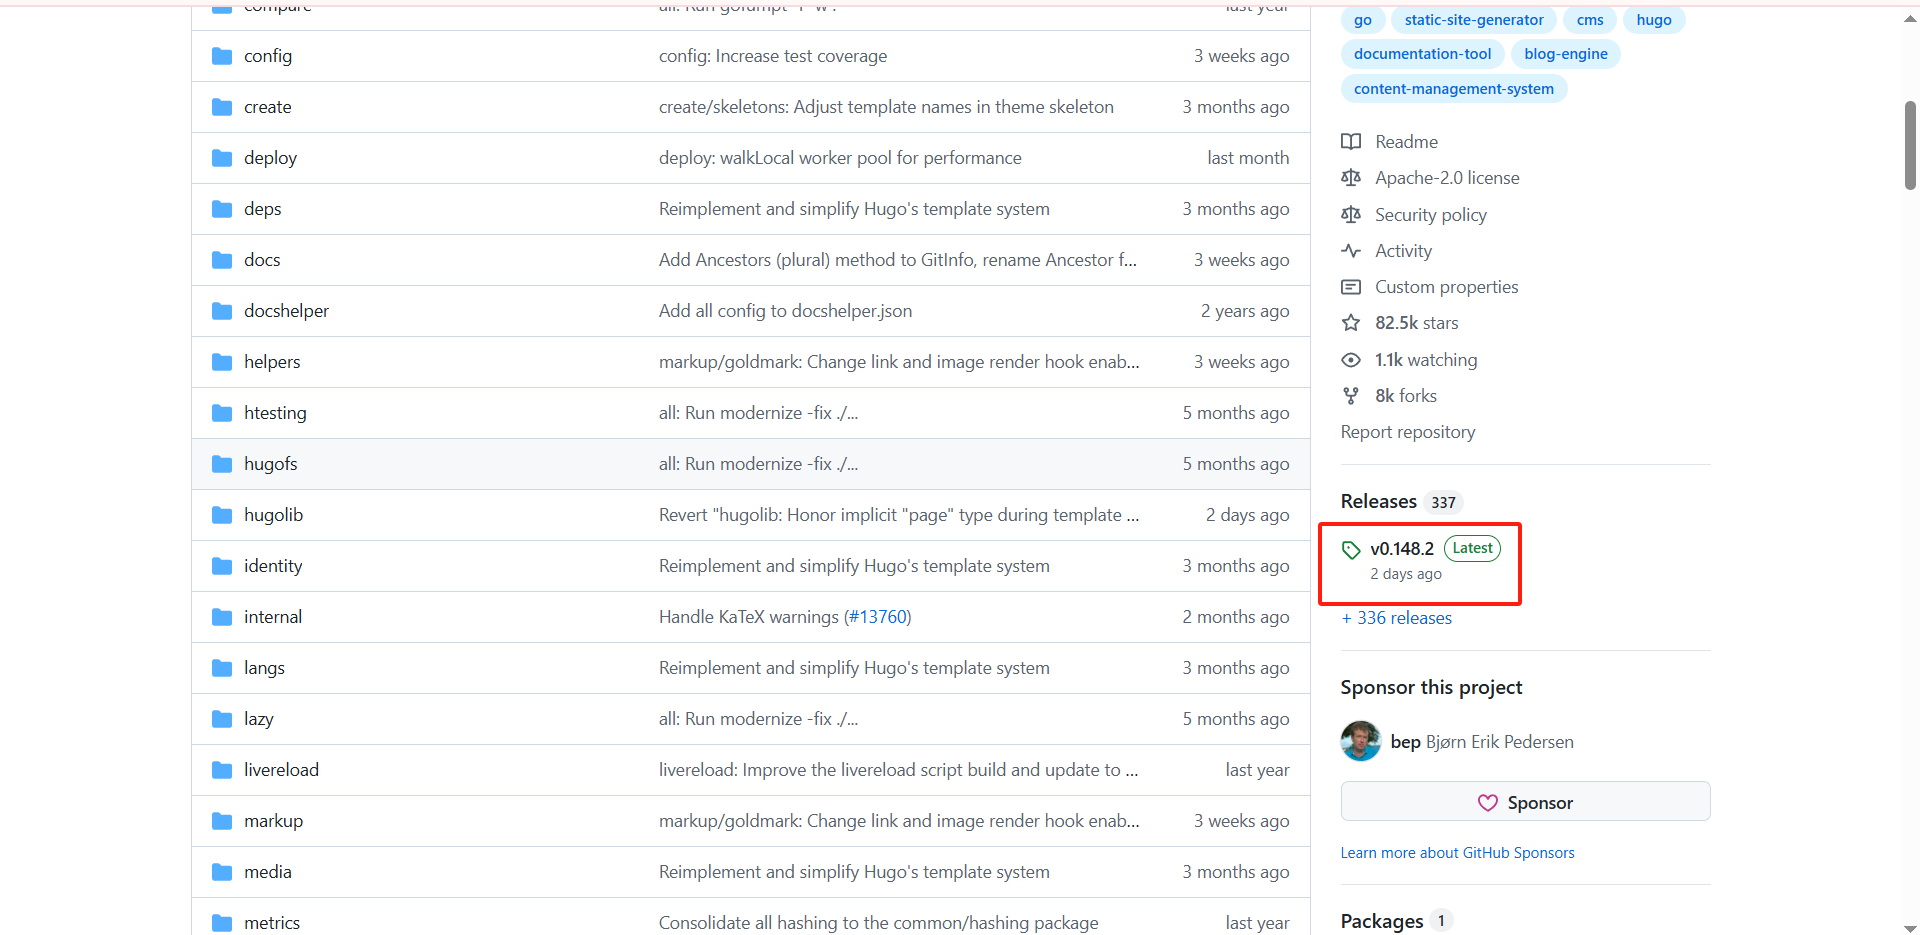 compare all: Run gofumpt -l -w . last year
config config: Increase test coverage 3 weeks ago
create create/skeletons: Adjust template names in theme skeleton 3 months ago
deploy deploy: walkLocal worker pool for performance last month
deps Reimplement and simplify Hugo's template system 3 months ago
docs Add Ancestors (plural) method to GitInfo, rename Ancestor f... 3 weeks ago
docshelper Add all config to docshelper.json 2 years ago
helpers markup/goldmark: Change link and image render hook enab... 3 weeks ago
htesting all: Run modernize -fix ./... 5 months ago
hugofs all: Run modernize -fix ./... 5 months ago
hugolib Revert "hugolib: Honor implicit "page" type during template ... 2 days ago
identity Reimplement and simplify Hugo's template system 3 months ago
internal Handle KaTeX warnings (#13760) 2 months ago
langs Reimplement and simplify Hugo's template system 3 months ago
lazy all: Run modernize -fix ./... 5 months ago
livereload livereload: Improve the livereload script build and update to ... last year
markup markup/goldmark: Change link and image render hook enab... 3 weeks ago
media Reimplement and simplify Hugo's template system 3 months ago
metrics Consolidate all hashing to the common/hashing package last year
go static-site-generator cms hugo
documentation-tool blog-engine
content-management-system
Readme
Apache-2.0 license
Security policy
Activity
Custom properties
82.5k stars
1.1k watching
8k forks
Report repository
Releases 337
v0.148.2 Latest
2 days ago
+ 336 releases
Sponsor this project
bep Bjørn Erik Pedersen
Sponsor
Learn more about GitHub Sponsors
Packages 1